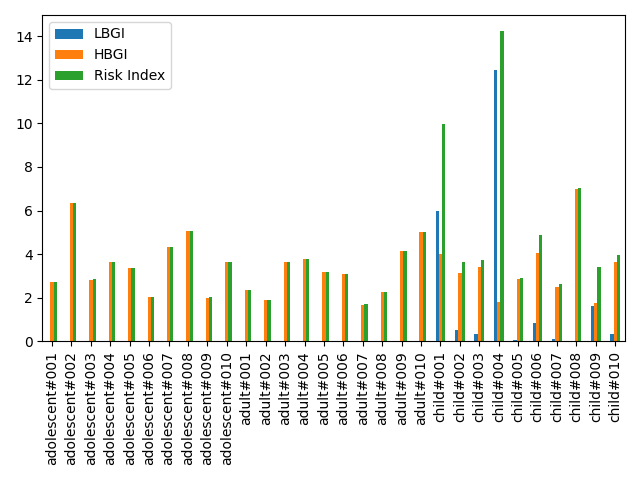 LBGI
HBGI
Risk Index
14
12
10
8
6
4
2
0
adolescent#001
adolescent#002
adolescent#003
adolescent#004
adolescent#005
adolescent#006
adolescent#007
adolescent#008
adolescent#009
adolescent#010
adult#001
adult#002
adult#003
adult#004
adult#005
adult#006
adult#007
adult#008
adult#009
adult#010
child#001
child#002
child#003
child#004
child#005
child#006
child#007
child#008
child#009
child#010